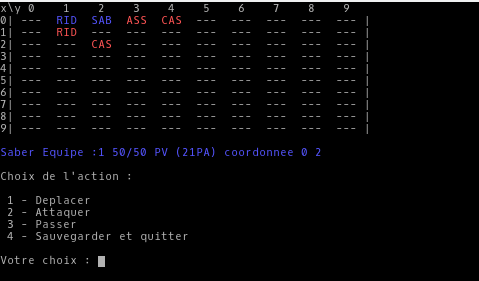 x\y 0    1    2    3    4    5    6    7    8    9
0| ---  RID  SAB  ASS  CAS  ---  ---  ---  ---  --- |
1| ---  RID  ---  ---  ---  ---  ---  ---  ---  --- |
2| ---  ---  CAS  ---  ---  ---  ---  ---  ---  --- |
3| ---  ---  ---  ---  ---  ---  ---  ---  ---  --- |
4| ---  ---  ---  ---  ---  ---  ---  ---  ---  --- |
5| ---  ---  ---  ---  ---  ---  ---  ---  ---  --- |
6| ---  ---  ---  ---  ---  ---  ---  ---  ---  --- |
7| ---  ---  ---  ---  ---  ---  ---  ---  ---  --- |
8| ---  ---  ---  ---  ---  ---  ---  ---  ---  --- |
9| ---  ---  ---  ---  ---  ---  ---  ---  ---  --- |
Saber Equipe :1 50/50 PV (21PA) coordonnee 0 2
Choix de l'action :
1 - Deplacer
2 - Attaquer
3 - Passer
4 - Sauvegarder et quitter
Votre choix :